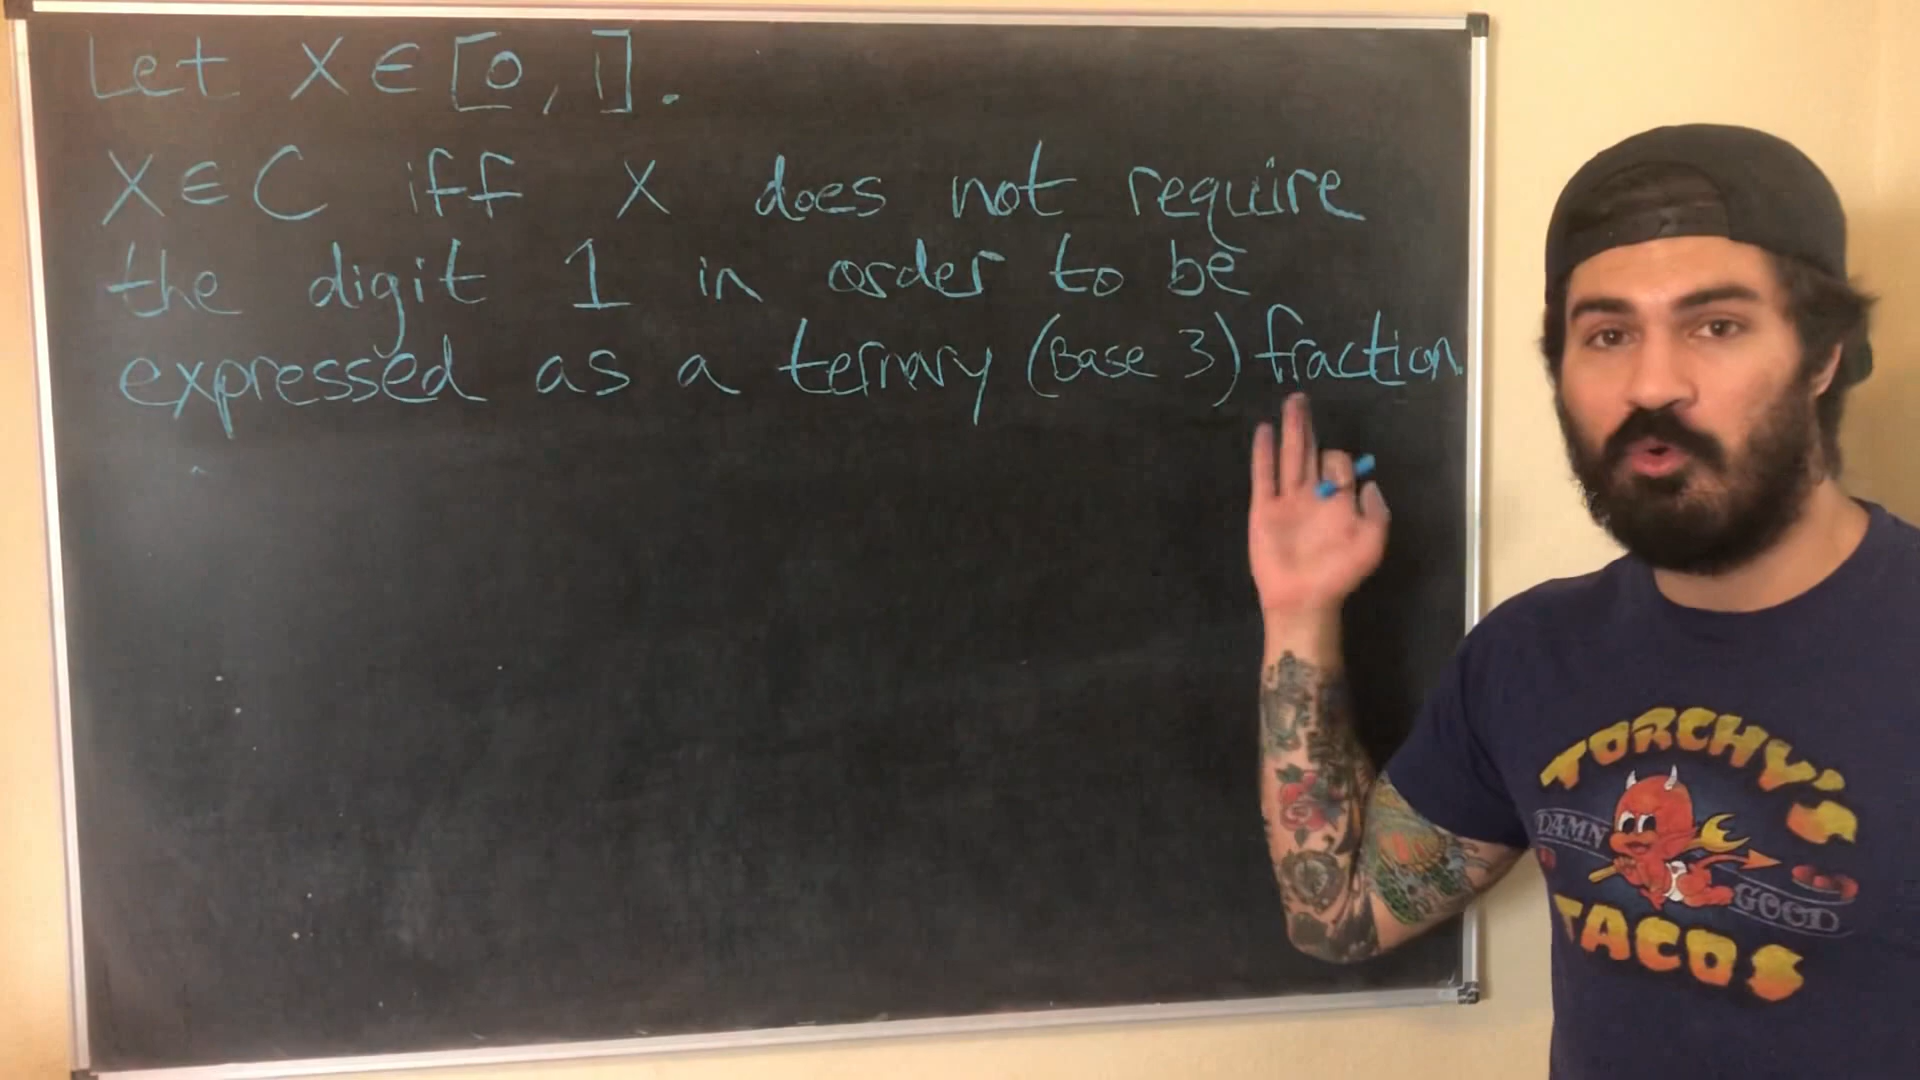 Let X ∈ [0, 1].
X ∈ C iff X does not require
the digit 1 in order to be
expressed as a ternary (Base 3) fraction.
TORCHY'S
DAMN
GOOD
TACOS